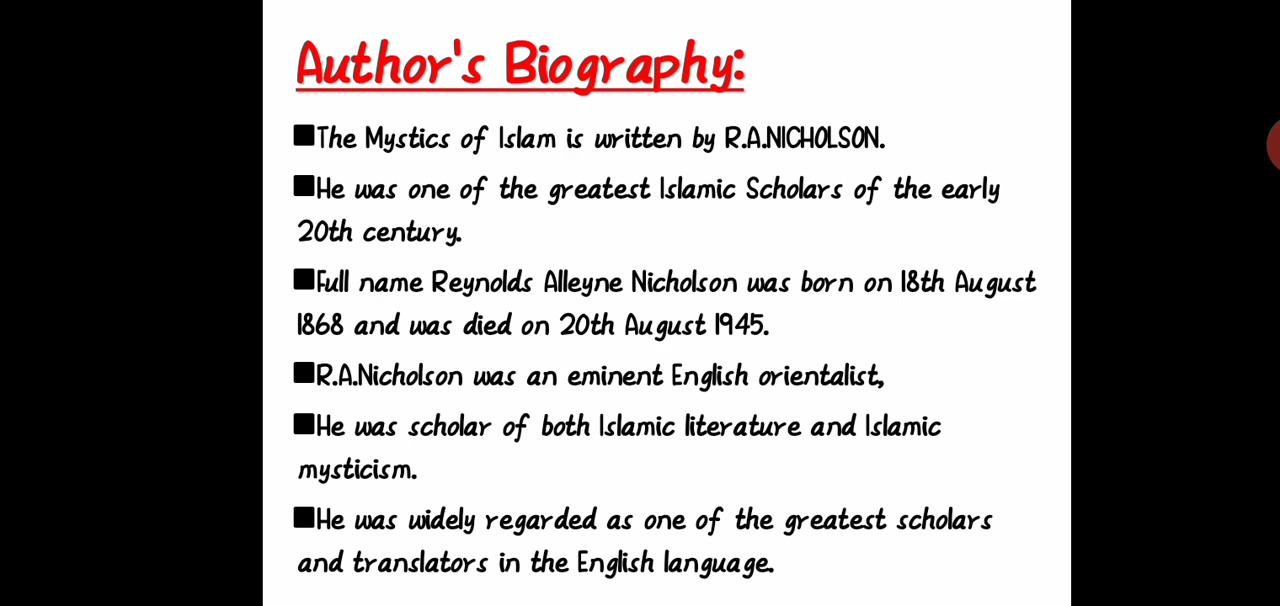 Author's Biography:
■The Mystics of Islam is written by R.A.NICHOLSON.
■He was one of the greatest Islamic Scholars of the early
20th century.
■Full name Reynolds Alleyne Nicholson was born on 18th August
1868 and was died on 20th August 1945.
■R.A.Nicholson was an eminent English orientalist,
■He was scholar of both Islamic literature and Islamic
mysticism.
■He was widely regarded as one of the greatest scholars
and translators in the English language.